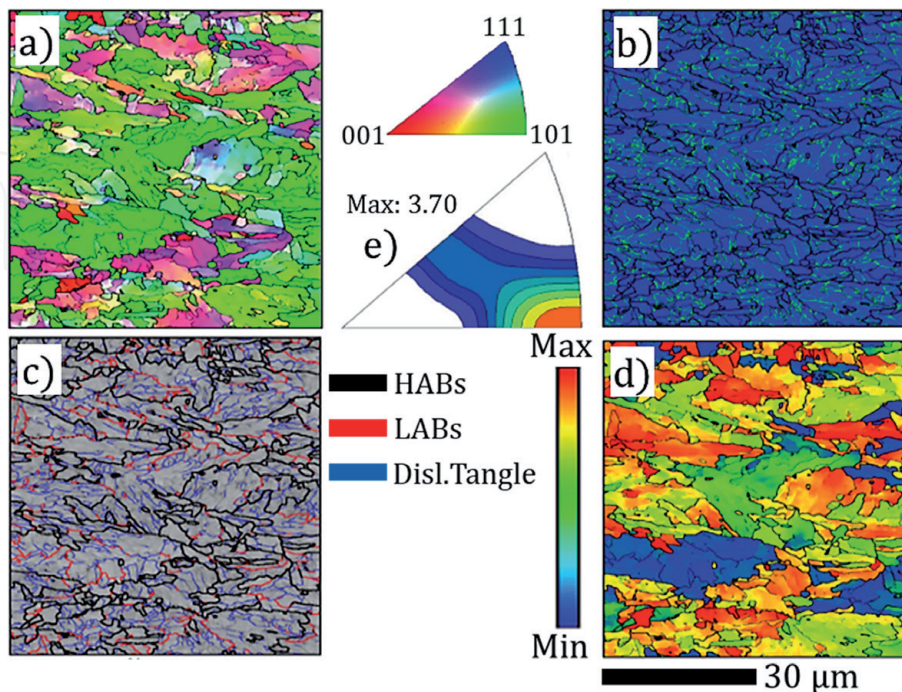 a)
111
b)
001
101
Max: 3.70
e)
c)
HABs
LABs
Disl.Tangle
Max
Min
d)
30 µm